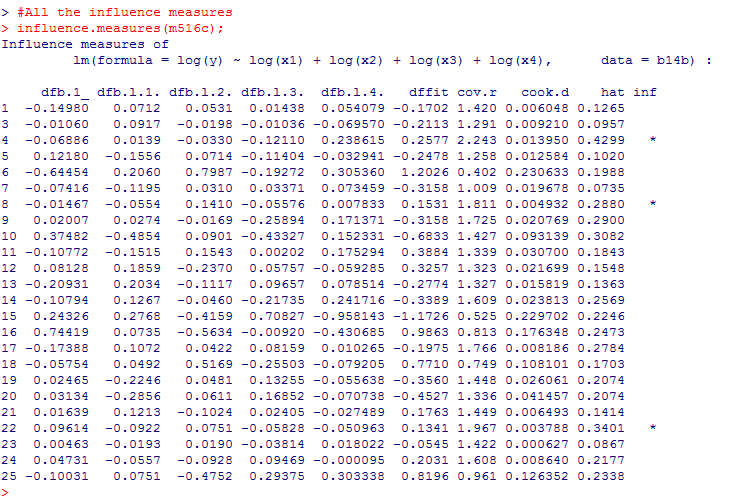 > #All the influence measures
> influence.measures(m516c);
Influence measures of
lm(formula = log(y) ~ log(x1) + log(x2) + log(x3) + log(x4), data = b14b) :
dfb.1_ dfb.l.1. dfb.l.2. dfb.l.3. dfb.l.4. dffit cov.r cook.d hat inf
1 -0.14980 0.0712 0.0531 0.01438 0.054079 -0.1702 1.420 0.006048 0.1265
3 -0.01060 0.0917 -0.0198 -0.01036 -0.069570 -0.2113 1.291 0.009210 0.0957
4 -0.06886 0.0139 -0.0330 -0.12110 0.238615 0.2577 2.243 0.013950 0.4299 *
5 0.12180 -0.1556 0.0714 -0.11404 -0.032941 -0.2478 1.258 0.012584 0.1020
6 -0.64454 0.2060 0.7987 -0.19272 0.305360 1.2026 0.402 0.230633 0.1988
7 -0.07416 -0.1195 0.0310 0.03371 0.073459 -0.3158 1.009 0.019678 0.0735
8 -0.01467 -0.0554 0.1410 -0.05576 0.007833 0.1531 1.811 0.004932 0.2880 *
9 0.02007 0.0274 -0.0169 -0.25894 0.171371 -0.3158 1.725 0.020769 0.2900
10 0.37482 -0.4854 0.0901 -0.43327 0.152331 -0.6833 1.427 0.093139 0.3082
11 -0.10772 -0.1515 0.1543 0.00202 0.175294 0.3884 1.339 0.030700 0.1843
12 0.08128 0.1859 -0.2370 0.05757 -0.059285 0.3257 1.323 0.021699 0.1548
13 -0.20931 0.2034 -0.1117 0.09657 0.078514 -0.2774 1.327 0.015819 0.1363
14 -0.10794 0.1267 -0.0460 -0.21735 0.241716 -0.3389 1.609 0.023813 0.2569
15 0.24326 0.2768 -0.4159 0.70827 -0.958143 -1.1726 0.525 0.229702 0.2246
16 0.74419 0.0735 -0.5634 -0.00920 -0.430685 0.9863 0.813 0.176348 0.2473
17 -0.17388 0.1072 0.0422 0.08159 0.010265 -0.1975 1.766 0.008186 0.2784
18 -0.05754 0.0492 0.5169 -0.25503 -0.079205 0.7710 0.749 0.108101 0.1703
19 0.02465 -0.2246 0.0481 0.13255 -0.055638 -0.3560 1.448 0.026061 0.2074
20 0.03134 -0.2856 0.0611 0.16852 -0.070738 -0.4527 1.336 0.041457 0.2074
21 0.01639 0.1213 -0.1024 0.02405 -0.027489 0.1763 1.449 0.006493 0.1414
22 0.09614 -0.0922 0.0751 -0.05828 -0.050963 0.1341 1.967 0.003788 0.3401 *
23 0.00463 -0.0193 0.0190 -0.03814 0.018022 -0.0545 1.422 0.000627 0.0867
24 0.04731 -0.0557 -0.0928 0.09469 -0.000095 0.2031 1.608 0.008640 0.2177
25 -0.10031 0.0751 -0.4752 0.29375 0.303338 0.8196 0.961 0.126352 0.2338
>